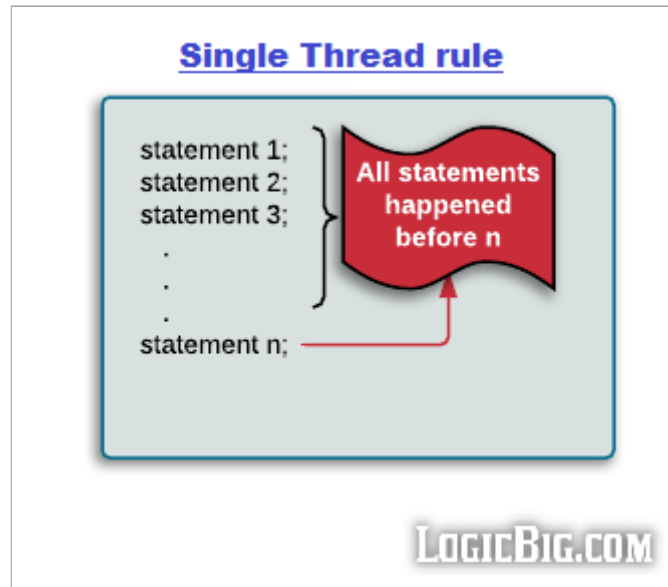 Single Thread rule
statement 1;
statement 2;
statement 3;
.
.
.
statement n;
All statements
happened
before n
LogicBig.com